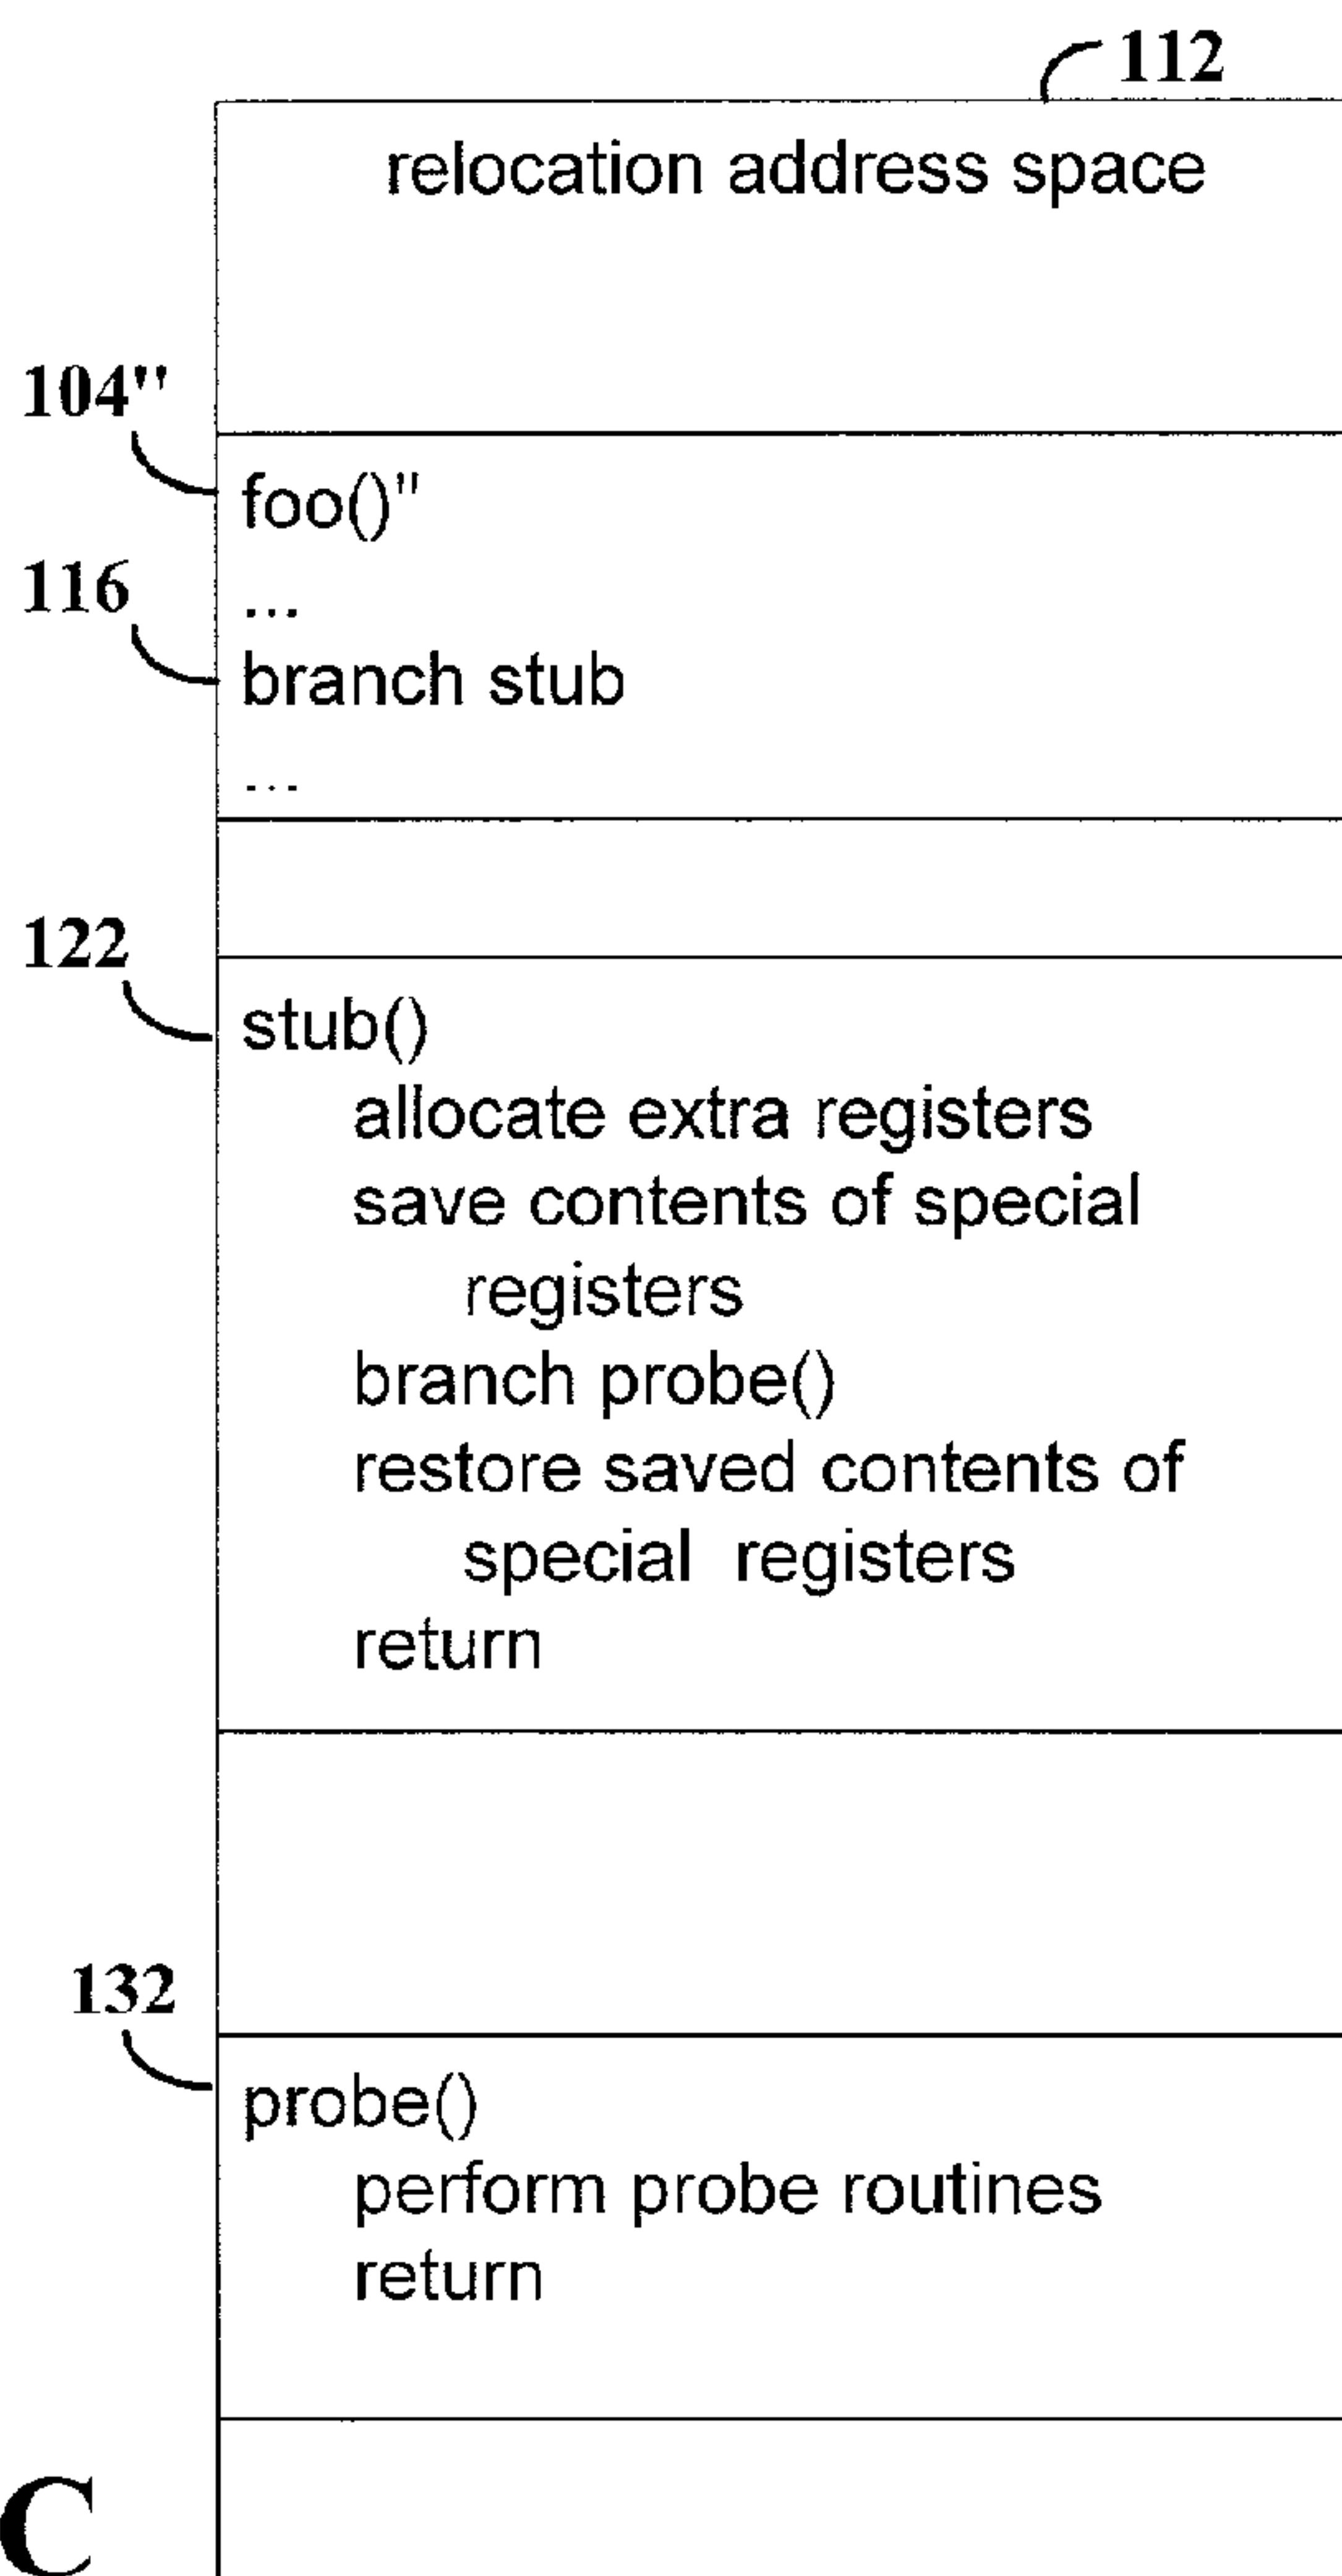 112
relocation address space
104''
foo()"
116
...
branch stub
...
122
stub()
allocate extra registers
save contents of special
registers
branch probe()
restore saved contents of
special registers
return
132
probe()
perform probe routines
return
C